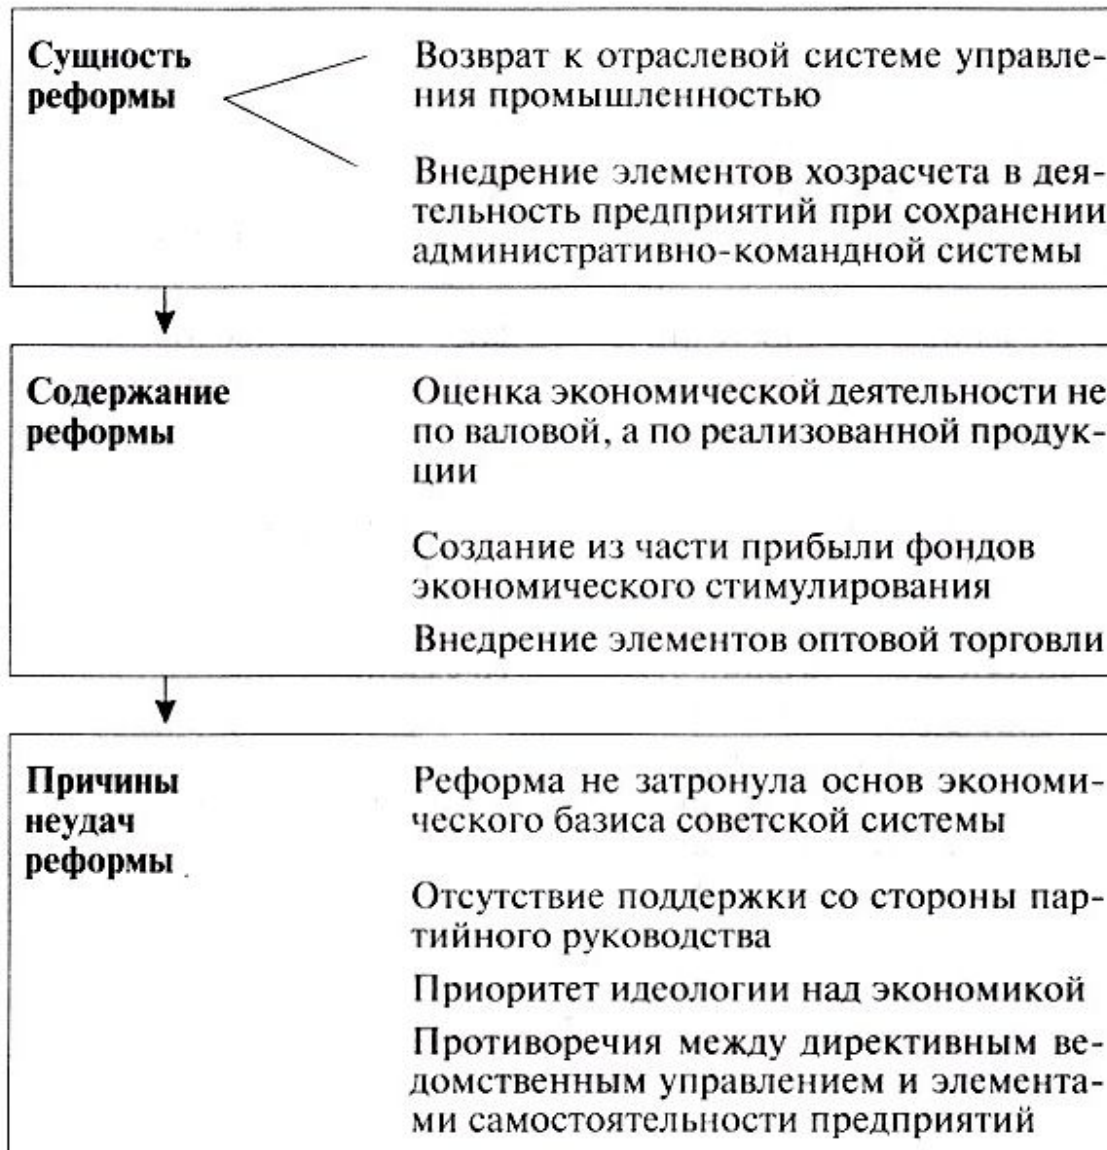 Сущность
реформы
Возврат к отраслевой системе управле-
ния промышленностью
Внедрение элементов хозрасчета в дея-
тельность предприятий при сохранении
административно-командной системы
Содержание
реформы
Оценка экономической деятельности не
по валовой, а по реализованной продук-
ции
Создание из части прибыли фондов
экономического стимулирования
Внедрение элементов оптовой торговли
Причины
неудач
реформы
Реформа не затронула основ экономи-
ческого базиса советской системы
Отсутствие поддержки со стороны пар-
тийного руководства
Приоритет идеологии над экономикой
Противоречия между директивным ве-
домственным управлением и элемента-
ми самостоятельности предприятий